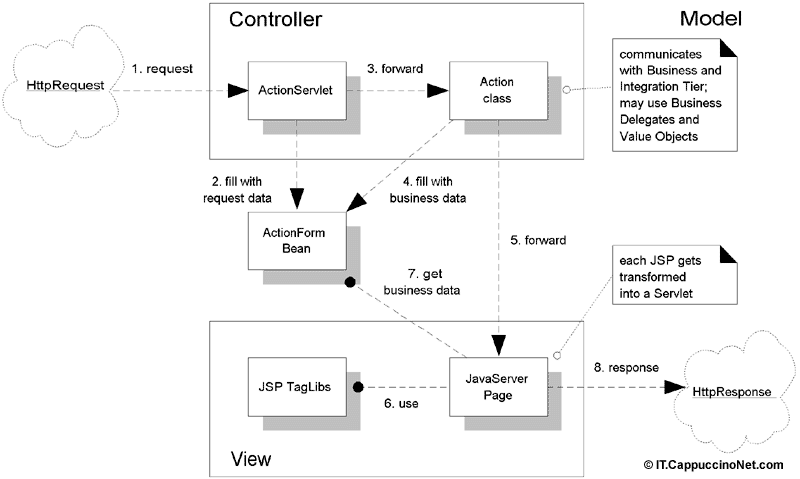 Controller
Model
HttpRequest
1. request
ActionServlet
3. forward
Action
class
communicates
with Business and
Integration Tier;
may use Business
Delegates and
Value Objects
2. fill with
request data
4. fill with
business data
ActionForm
Bean
5. forward
7. get
business data
each JSP gets
transformed
into a Servlet
JSP TagLibs
6. use
JavaServer
Page
8. response
HttpResponse
View
© IT.CappuccinoNet.com